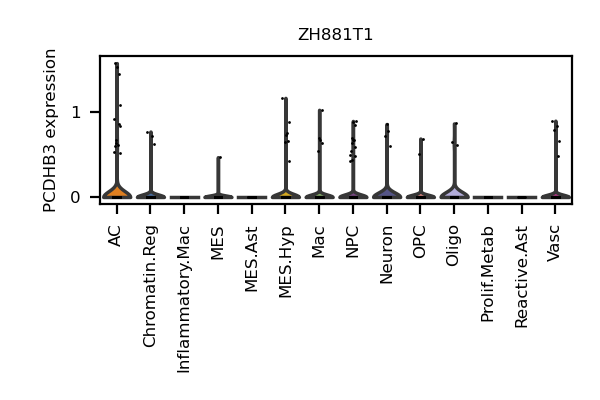 ZH881T1
PCDHB3 expression
1
0
AC
Chromatin.Reg
Inflammatory.Mac
MES
MES.Ast
MES.Hyp
Mac
NPC
Neuron
OPC
Oligo
Prolif.Metab
Reactive.Ast
Vasc